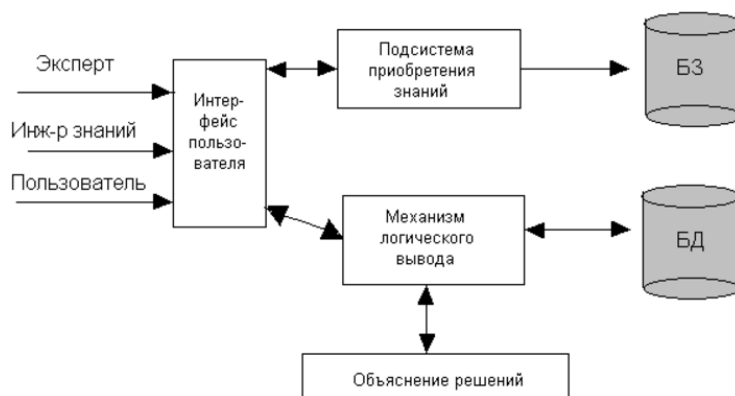 Эксперт
Инж-р знаний
Пользователь
Интер-
фейс
пользо-
вателя
Подсистема
приобретения
знаний
БЗ
Механизм
логического
вывода
БД
Объяснение решений